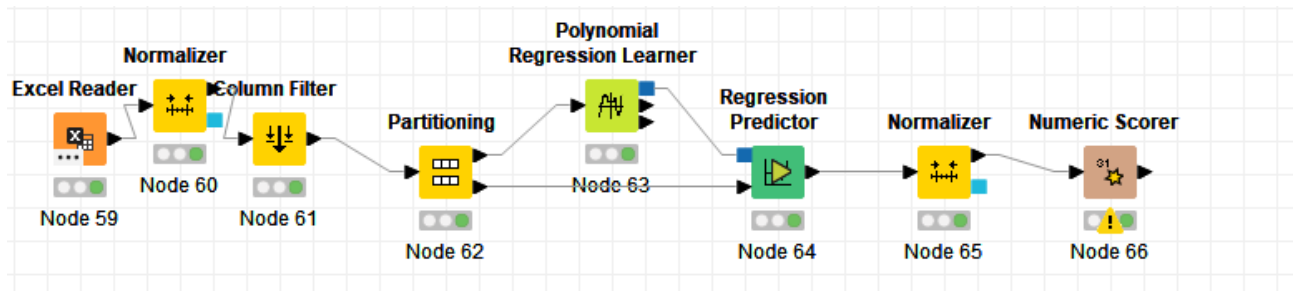 Excel Reader
Node 59
Normalizer
Node 60
Column Filter
Node 61
Partitioning
Node 62
Polynomial
Regression Learner
Node 63
Regression
Predictor
Node 64
Normalizer
Node 65
Numeric Scorer
Node 66